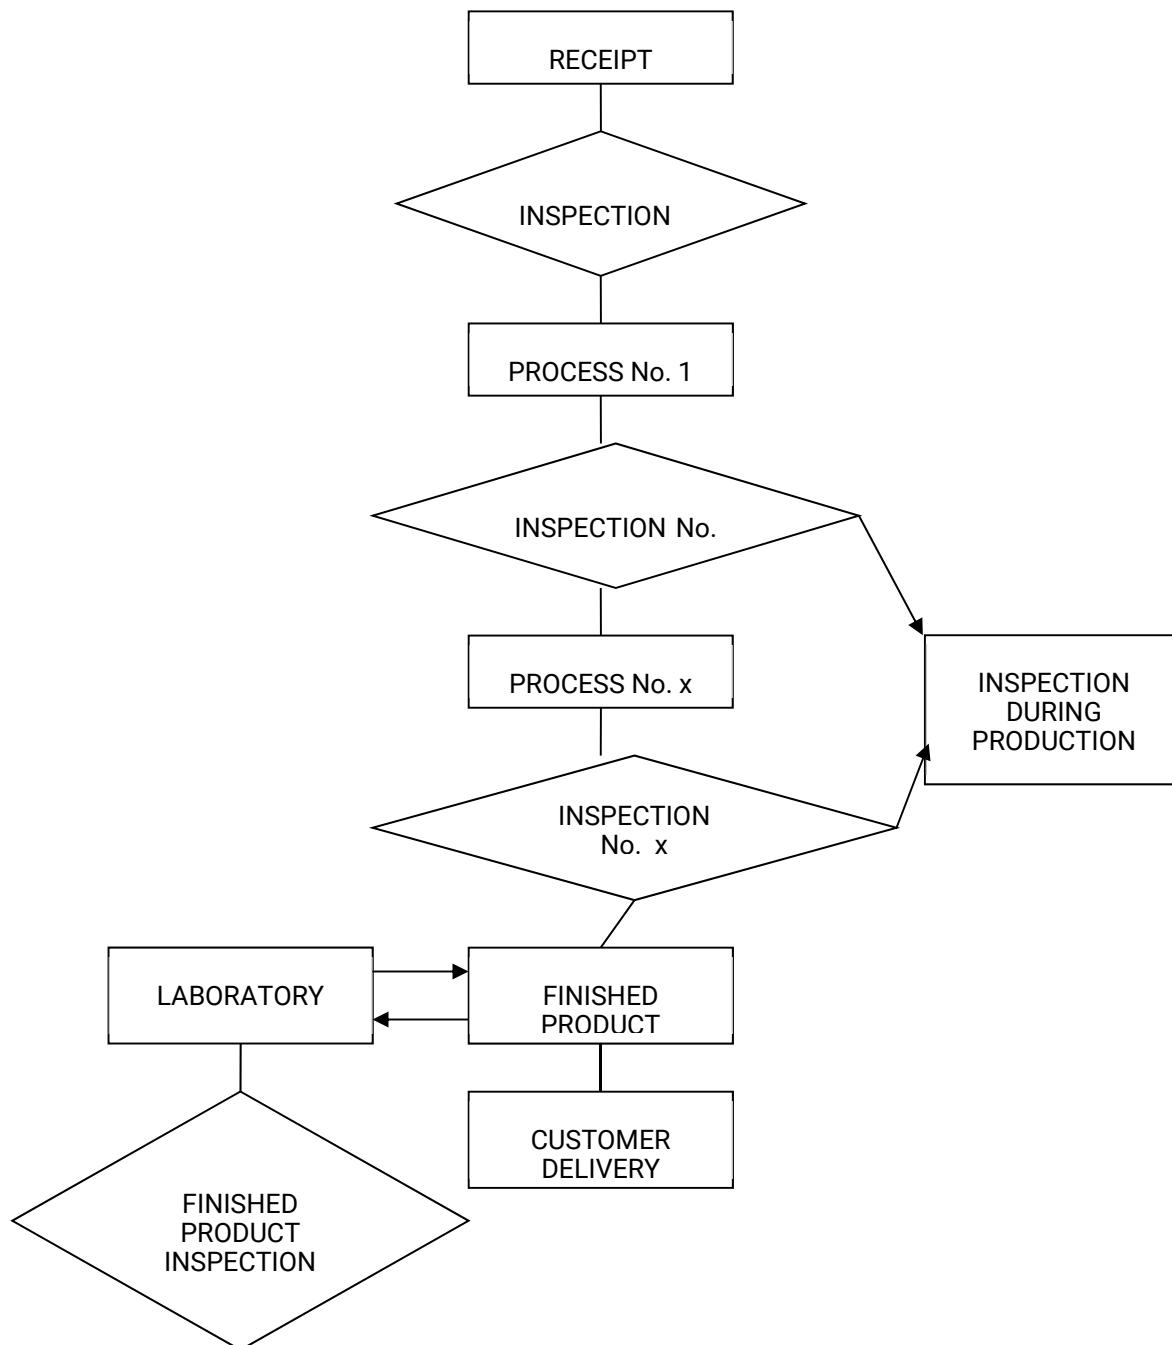 RECEIPT
INSPECTION
PROCESS No. 1
INSPECTION No.
PROCESS No. x
INSPECTION
DURING
PRODUCTION
INSPECTION
No. x
LABORATORY
FINISHED
PRODUCT
CUSTOMER
DELIVERY
FINISHED
PRODUCT
INSPECTION